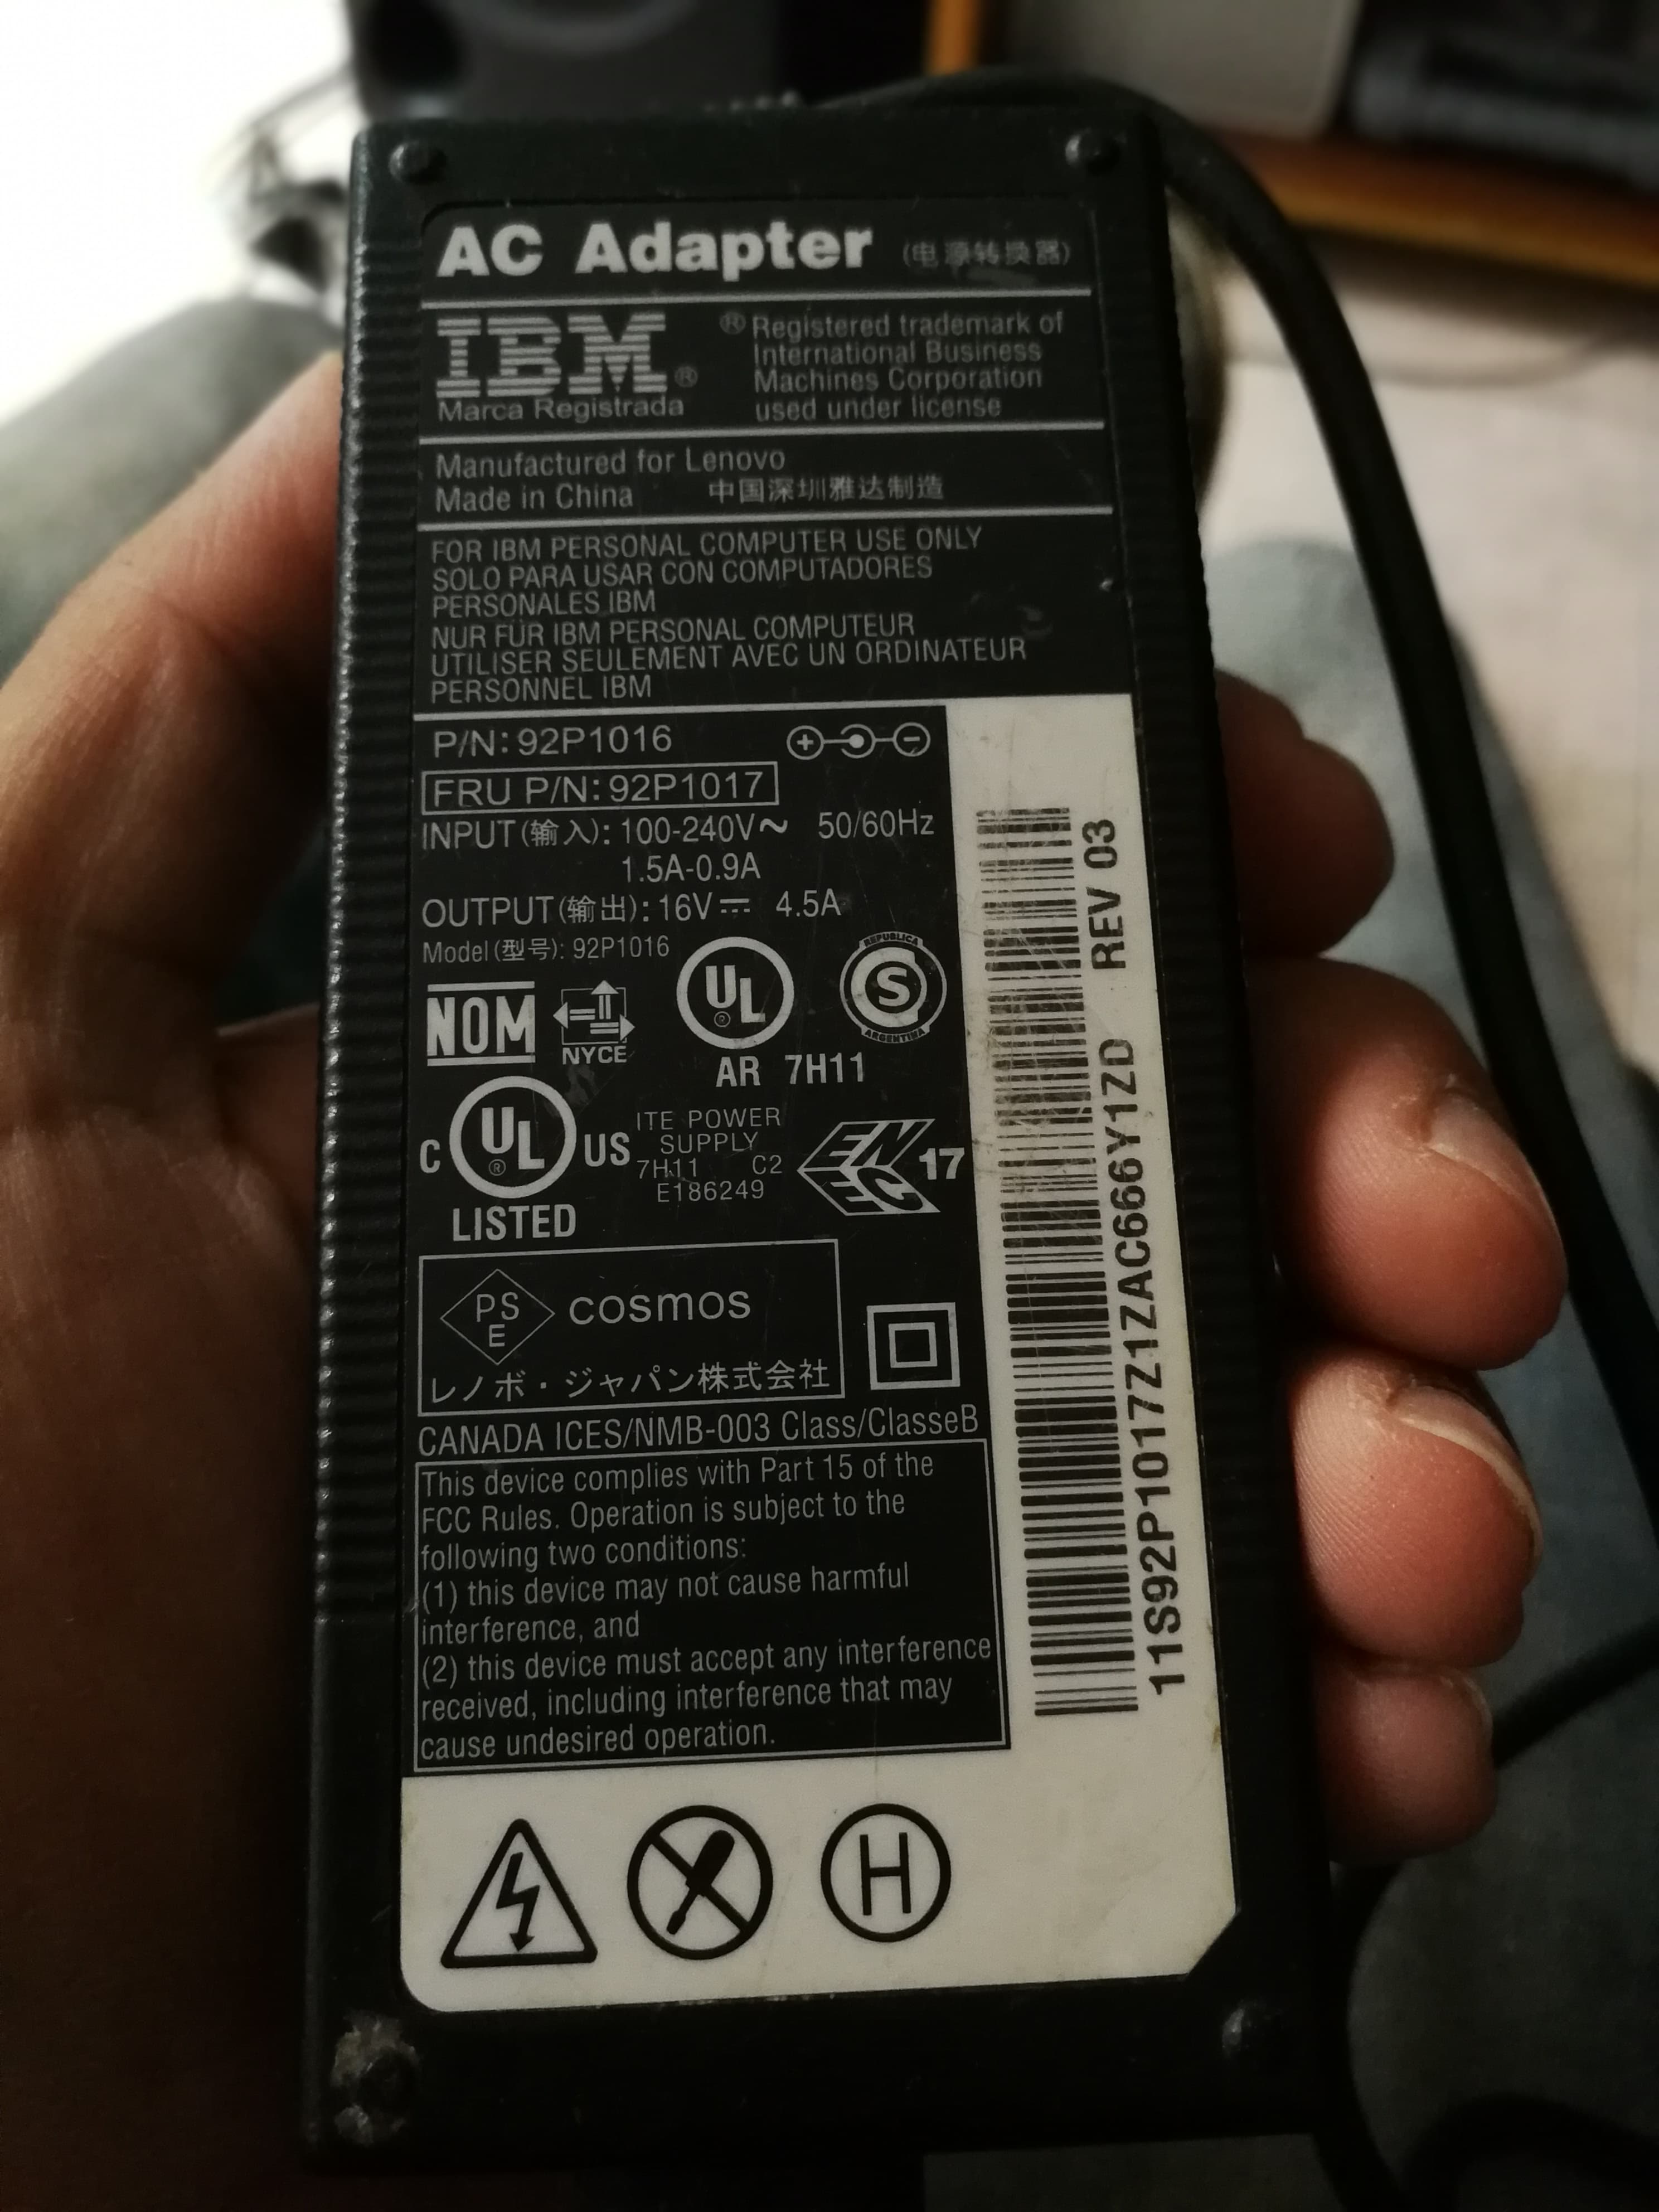 AC Adapter (电源转换器)
IBM®
Marca Registrada
® Registered trademark of
International Business
Machines Corporation
used under license
Manufactured for Lenovo
Made in China 中国深圳雅达制造
FOR IBM PERSONAL COMPUTER USE ONLY
SOLO PARA USAR CON COMPUTADORES
PERSONALES IBM
NUR FÜR IBM PERSONAL COMPUTEUR
UTILISER SEULEMENT AVEC UN ORDINATEUR
PERSONNEL IBM
P/N: 92P1016
FRU P/N: 92P1017
INPUT (输入): 100-240V~ 50/60Hz
1.5A-0.9A
OUTPUT (输出): 16V⎓ 4.5A
Model (型号): 92P1016
NOM
NYCE
UL®
AR 7H11
REPUBLICA
S
ARGENTINA
C UL® US
LISTED
ITE POWER
SUPPLY
7H11 C2
E186249
ENEC 17
PS
E
cosmos
レノボ・ジャパン株式会社
CANADA ICES/NMB-003 Class/ClasseB
This device complies with Part 15 of the
FCC Rules. Operation is subject to the
following two conditions:
(1) this device may not cause harmful
interference, and
(2) this device must accept any interference
received, including interference that may
cause undesired operation.
11S92P1017Z1ZAC666Y1ZD REV 03
H